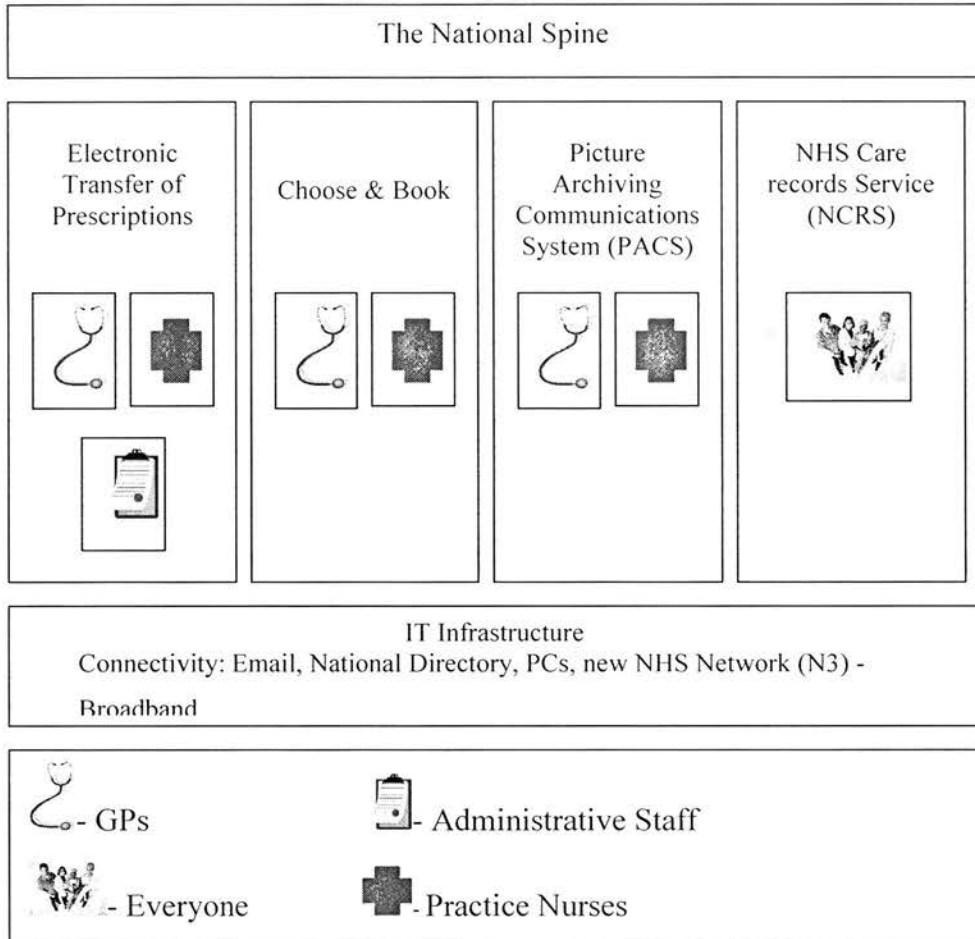 The National Spine
Electronic
Transfer of
Prescriptions
Choose & Book
Picture
Archiving
Communications
System (PACS)
NHS Care
records Service
(NCRS)
IT Infrastructure
Connectivity: Email, National Directory, PCs, new NHS Network (N3) -
Broadband
- GPs
- Administrative Staff
- Everyone
- Practice Nurses